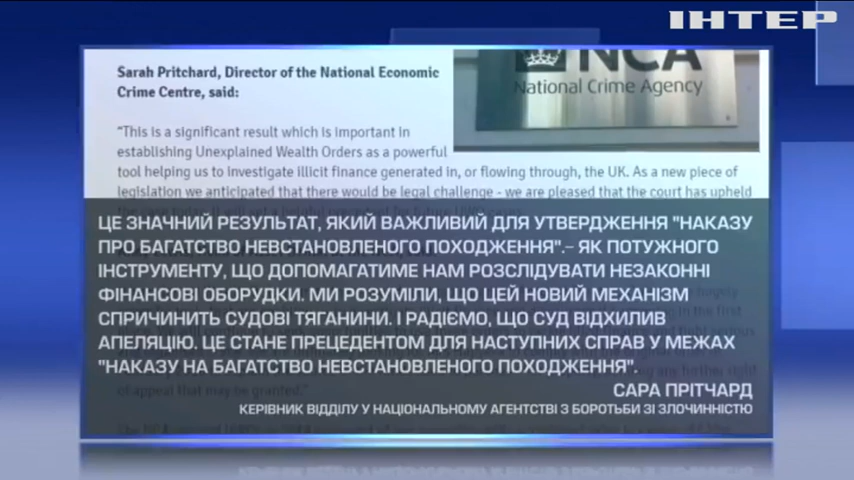 ІНТЕР
NCA
National Crime Agency
Sarah Pritchard, Director of the National Economic
Crime Centre, said:
“This is a significant result which is important in
establishing Unexplained Wealth Orders as a powerful
tool helping us to investigate illicit finance generated in, or flowing through, the UK. As a new piece of
legislation we anticipated that there would be legal challenge - we are pleased that the court has upheld
ЦЕ ЗНАЧНИЙ РЕЗУЛЬТАТ, ЯКИЙ ВАЖЛИВИЙ ДЛЯ УТВЕРДЖЕННЯ "НАКАЗУ
ПРО БАГАТСТВО НЕВСТАНОВЛЕНОГО ПОХОДЖЕННЯ".– ЯК ПОТУЖНОГО
ІНСТРУМЕНТУ, ЩО ДОПОМАГАТИМЕ НАМ РОЗСЛІДУВАТИ НЕЗАКОННІ
ФІНАНСОВІ ОБОРУДКИ. МИ РОЗУМІЛИ, ЩО ЦЕЙ НОВИЙ МЕХАНІЗМ
СПРИЧИНИТЬ СУДОВІ ТЯГАНИНИ. І РАДІЄМО, ЩО СУД ВІДХИЛИВ
АПЕЛЯЦІЮ. ЦЕ СТАНЕ ПРЕЦЕДЕНТОМ ДЛЯ НАСТУПНИХ СПРАВ У МЕЖАХ
"НАКАЗУ НА БАГАТСТВО НЕВСТАНОВЛЕНОГО ПОХОДЖЕННЯ".
of appeal that may be granted.”
САРА ПРІТЧАРД
КЕРІВНИК ВІДДІЛУ У НАЦІОНАЛЬНОМУ АГЕНТСТВІ З БОРОТЬБИ ЗІ ЗЛОЧИННІСТЮ